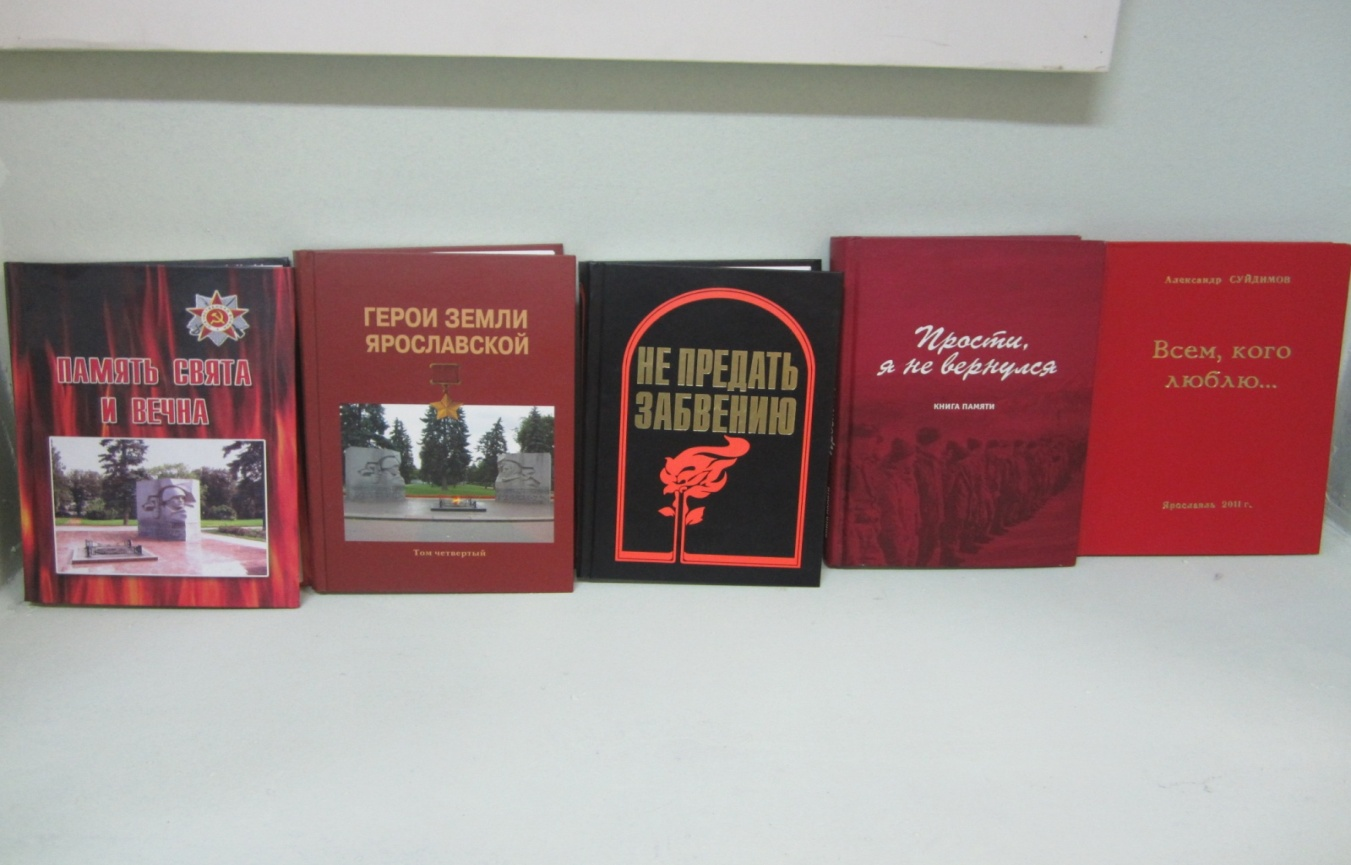 ПАМЯТЬ СВЯТА
И ВЕЧНА
ГЕРОИ ЗЕМЛИ
ЯРОСЛАВСКОЙ
Том четвертый
НЕ ПРЕДАТЬ
ЗАБВЕНИЮ
Прости,
я не вернулся
КНИГА ПАМЯТИ
Александр СУЙДИМОВ
Всем, кого
люблю...
Ярославль 2011 г.